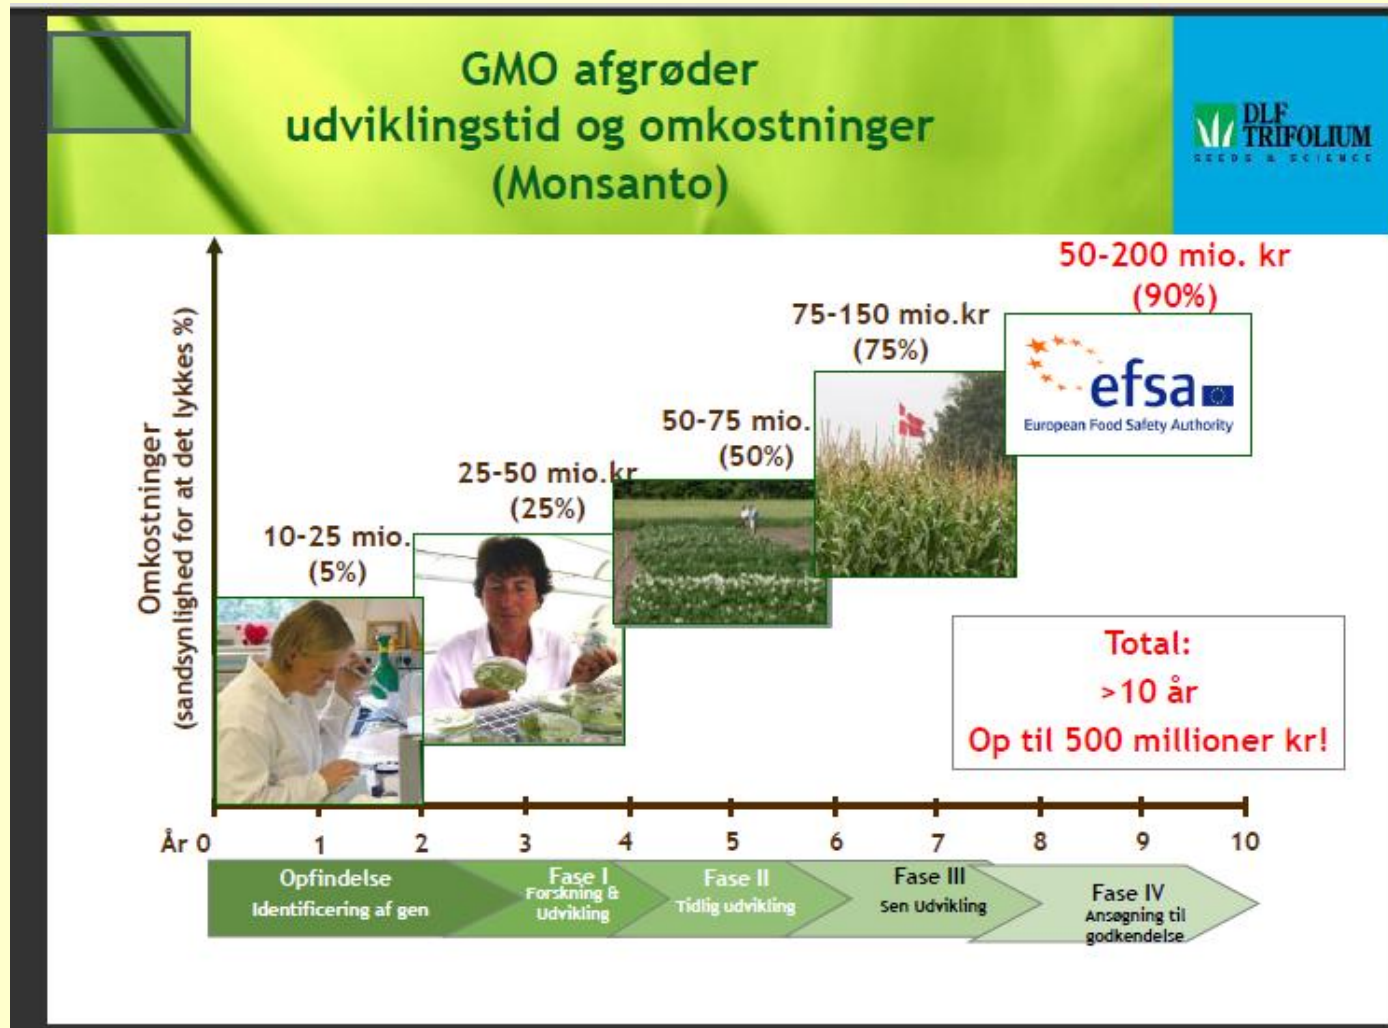 GMO afgrøder
udviklingstid og omkostninger
(Monsanto)
DLF
TRIFOLIUM
SEEDS & SCIENCE
Omkostninger
(sandsynlighed for at det lykkes %)
10-25 mio.
(5%)
25-50 mio.kr
(25%)
50-75 mio.
(50%)
75-150 mio.kr
(75%)
50-200 mio. kr
(90%)
efsa
European Food Safety Authority
Total:
>10 år
Op til 500 millioner kr!
År 0 1 2 3 4 5 6 7 8 9 10
Opfindelse
Identificering af gen
Fase I
Forskning &
Udvikling
Fase II
Tidlig udvikling
Fase III
Sen Udvikling
Fase IV
Ansøgning til
godkendelse